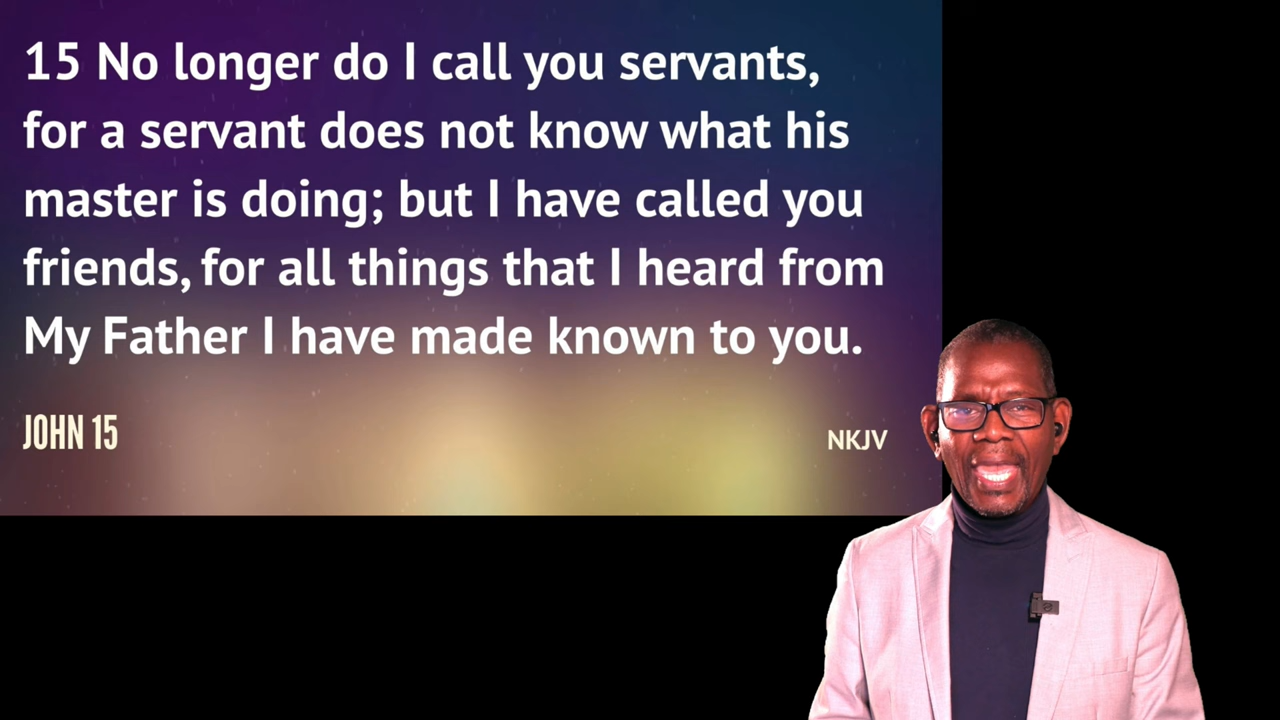 15 No longer do I call you servants,
for a servant does not know what his
master is doing; but I have called you
friends, for all things that I heard from
My Father I have made known to you.
JOHN 15
NKJV